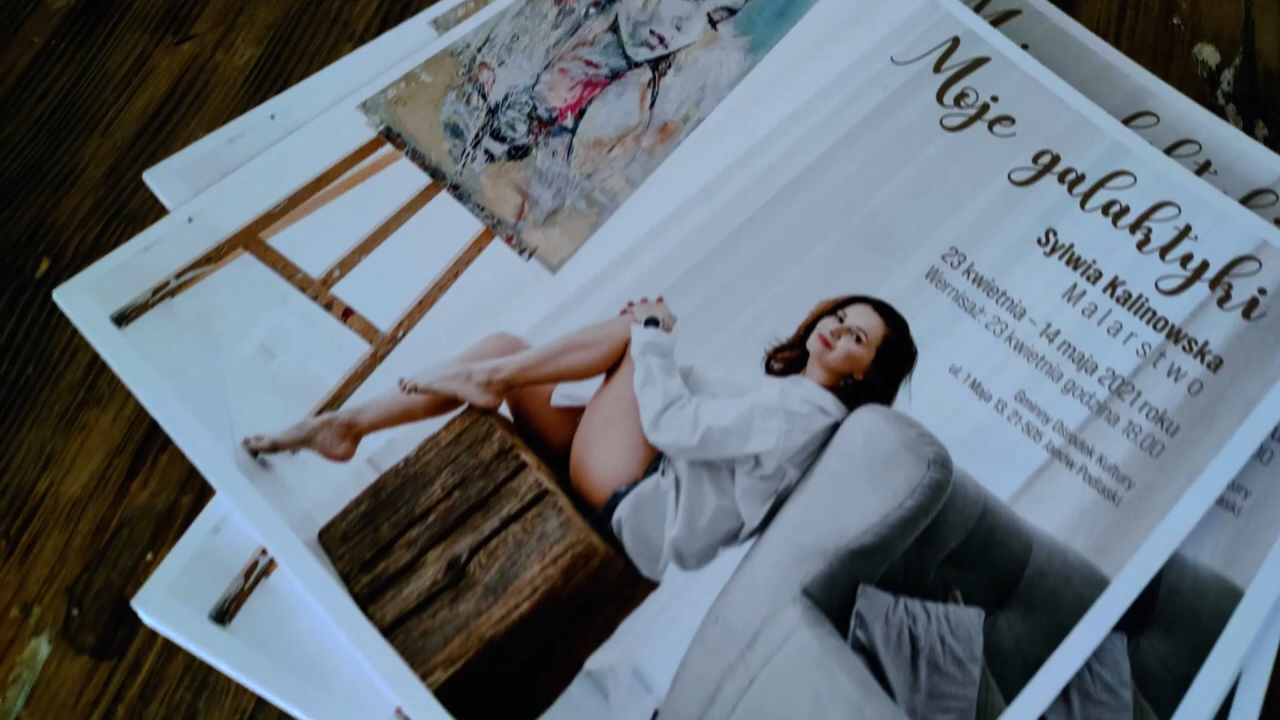 Moje
galaktyki
Sylwia Kalinowska
Malarstwo
23 kwietnia - 14 maja 2021 roku
Wernisaż: 23 kwietnia godzina 18.00
Gminny Ośrodek Kultury
ul. 1 Maja 13, 21-505 Janów Podlaski